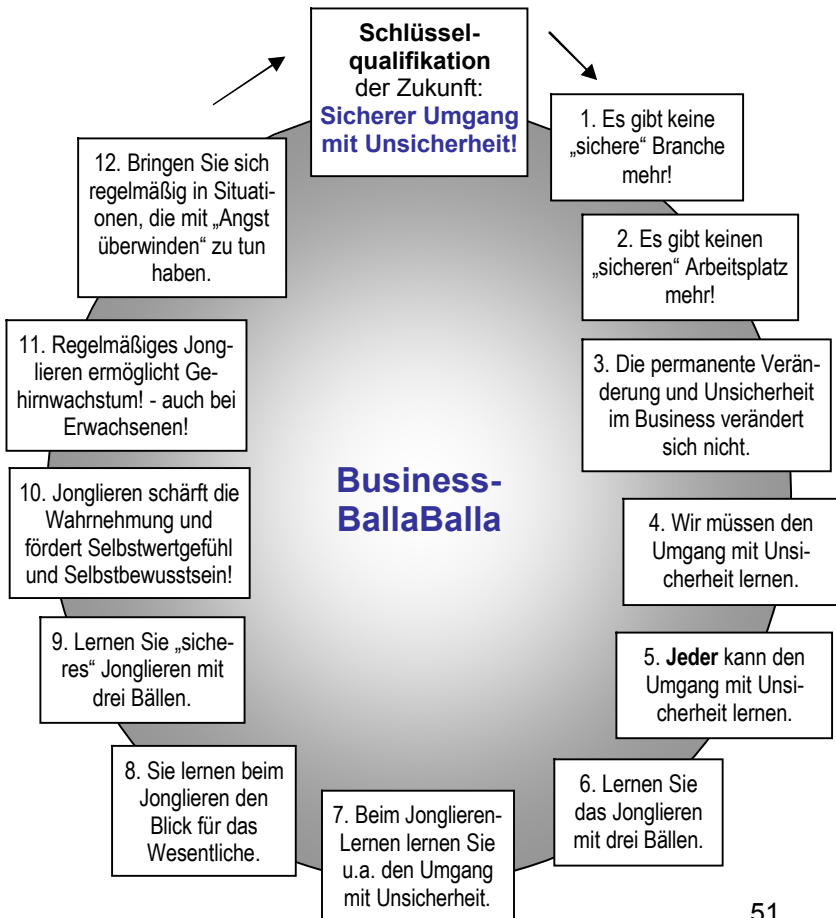 Schlüssel-
qualifikation
der Zukunft:
Sicherer Umgang
mit Unsicherheit!
1. Es gibt keine
„sichere“ Branche
mehr!
2. Es gibt keinen
„sicheren“ Arbeitsplatz
mehr!
3. Die permanente Verän-
derung und Unsicherheit
im Business verändert
sich nicht.
4. Wir müssen den
Umgang mit Unsi-
cherheit lernen.
5. Jeder kann den
Umgang mit Unsi-
cherheit lernen.
6. Lernen Sie
das Jonglieren
mit drei Bällen.
7. Beim Jonglieren-
Lernen lernen Sie
u.a. den Umgang
mit Unsicherheit.
8. Sie lernen beim
Jonglieren den
Blick für das
Wesentliche.
9. Lernen Sie „siche-
res“ Jonglieren mit
drei Bällen.
10. Jonglieren schärft die
Wahrnehmung und
fördert Selbstwertgefühl
und Selbstbewusstsein!
11. Regelmäßiges Jong-
lieren ermöglicht Ge-
hirnwachstum! - auch bei
Erwachsenen!
12. Bringen Sie sich
regelmäßig in Situati-
onen, die mit „Angst
überwinden“ zu tun
haben.
Business-
BallaBalla
51